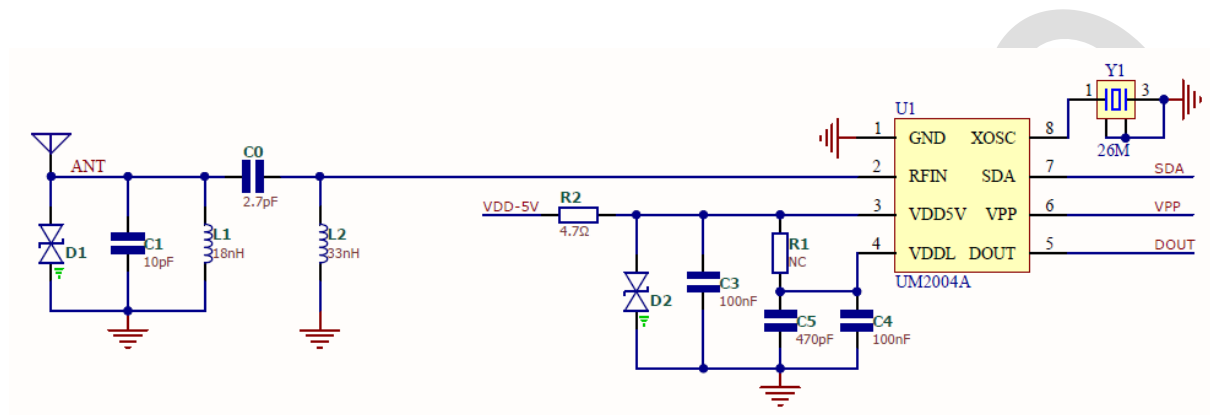 Y1
1 3
26M
U1
1 GND XOSC 8
2 RFIN SDA 7 SDA
3 VDD5V VPP 6 VPP
4 VDDL DOUT 5 DOUT
UM2004A
ANT
C0
2.7pF
D1
C1
10pF
L1
18nH
L2
33nH
VDD-5V
R2
4.7Ω
R1
NC
D2
C3
100nF
C5
470pF
C4
100nF